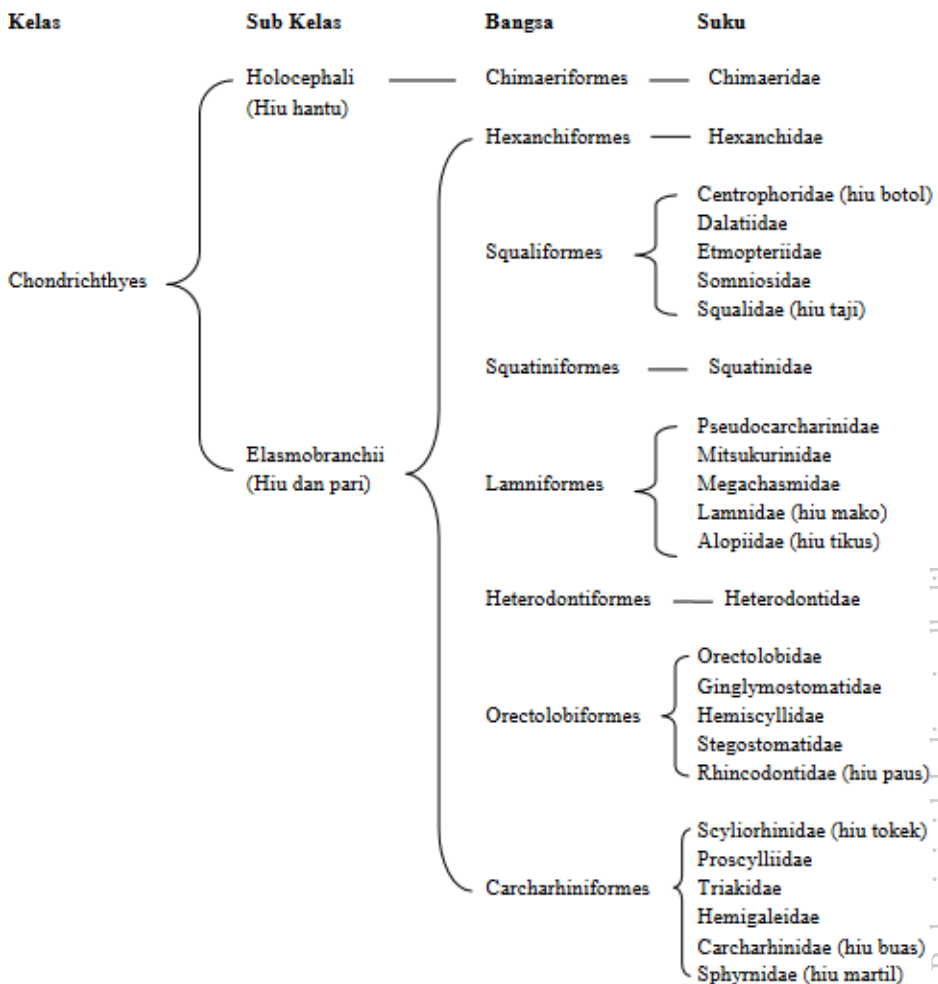 Kelas Sub Kelas Bangsa Suku
Holocephali Chimaeriformes Chimaeridae
(Hiu hantu)
Hexanchiformes Hexanchidae
Centrophoridae (hiu botol)
Dalatiidae
Squaliformes Etmopteriidae
Chondrichthyes Somniosidae
Squalidae (hiu taji)
Squatiniformes Squatinidae
Pseudocarcharinidae
Elasmobranchii Mitsukurinidae
(Hiu dan pari) Lamniformes Megachasmidae
Lamnidae (hiu mako)
Alopiidae (hiu tikus)
Heterodontiformes Heterodontidae
Orectolobidae
Ginglymostomatidae
Orectolobiformes Hemiscyllidae
Stegostomatidae
Rhincodontidae (hiu paus)
Scyliorhinidae (hiu tokek)
Proscylliidae
Carcharhiniformes Triakidae
Hemigaleidae
Carcharhinidae (hiu buas)
Sphyrnidae (hiu martil)